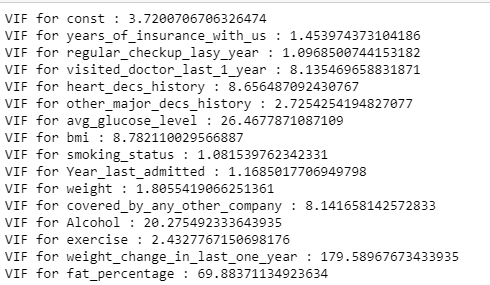 VIF for const : 3.7200706706326474
VIF for years_of_insurance_with_us : 1.453974373104186
VIF for regular_checkup_lasy_year : 1.0968500744153182
VIF for visited_doctor_last_1_year : 8.135469658831871
VIF for heart_decs_history : 8.656487092430767
VIF for other_major_decs_history : 2.7254254194827077
VIF for avg_glucose_level : 26.4677871087109
VIF for bmi : 8.782110029566887
VIF for smoking_status : 1.081539762342331
VIF for Year_last_admitted : 1.1685017706949798
VIF for weight : 1.8055419066251361
VIF for covered_by_any_other_company : 8.141658142572833
VIF for Alcohol : 20.275492333643935
VIF for exercise : 2.4327767150698176
VIF for weight_change_in_last_one_year : 179.58967673433935
VIF for fat_percentage : 69.88371134923634